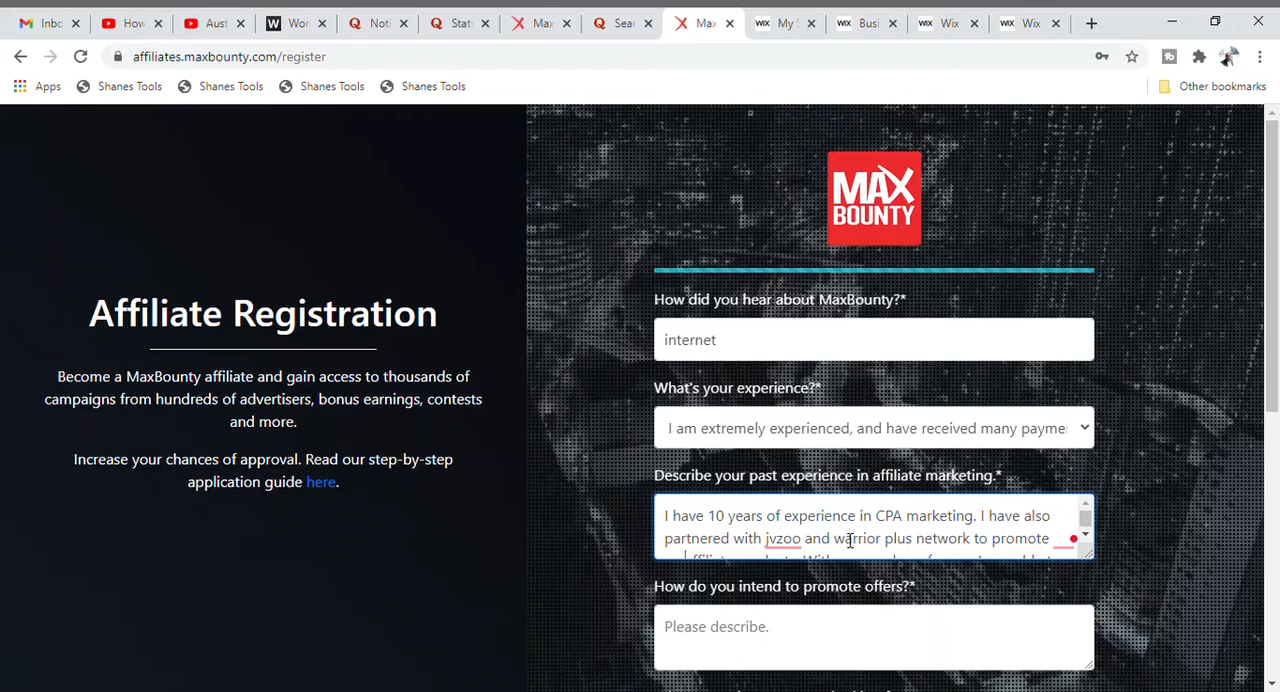 Inbo
How
Aust
Wor
Noti
Stats
Max
Sear
Max
My S
Busi
Wix
Wix
affiliates.maxbounty.com/register
Apps
Shanes Tools
Shanes Tools
Shanes Tools
Shanes Tools
Other bookmarks
MAX
BOUNTY
Affiliate Registration
Become a MaxBounty affiliate and gain access to thousands of
campaigns from hundreds of advertisers, bonus earnings, contests
and more.
Increase your chances of approval. Read our step-by-step
application guide here.
How did you hear about MaxBounty?*
internet
What's your experience?*
I am extremely experienced, and have received many payme
Describe your past experience in affiliate marketing.*
I have 10 years of experience in CPA marketing. I have also
partnered with jvzoo and warrior plus network to promote
How do you intend to promote offers?*
Please describe.